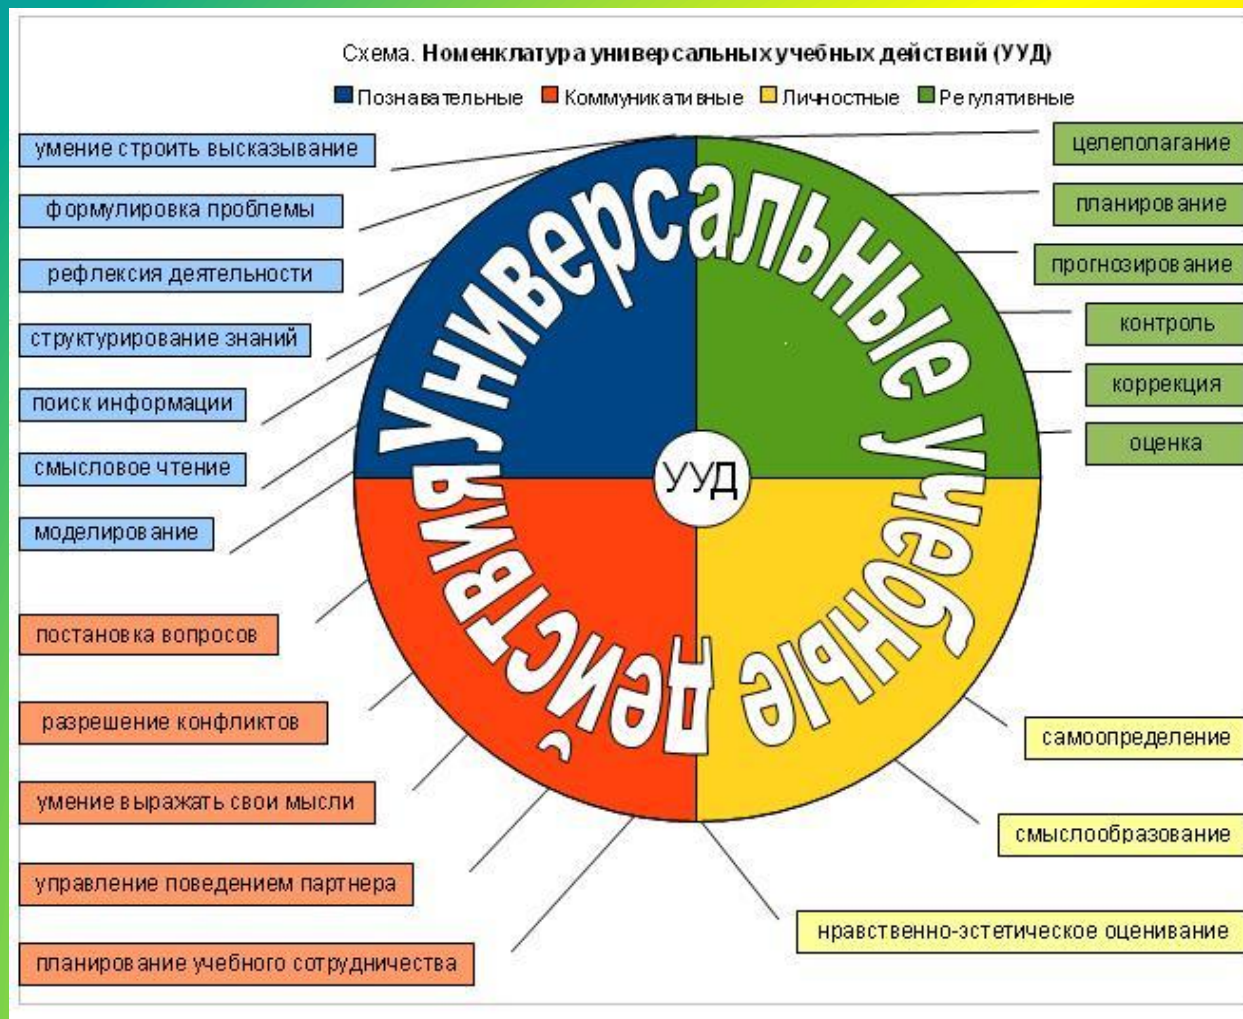 Схема. Номенклатура универсальных учебных действий (УУД)
Познавательные Коммуникативные Личностные Регулятивные
умение строить высказывание
формулировка проблемы
рефлексия деятельности
структурирование знаний
поиск информации
смысловое чтение
моделирование
постановка вопросов
разрешение конфликтов
умение выражать свои мысли
управление поведением партнера
планирование учебного сотрудничества
Универсальные учебные действия
УУД
целеполагание
планирование
прогнозирование
контроль
коррекция
оценка
самоопределение
смыслообразование
нравственно-эстетическое оценивание